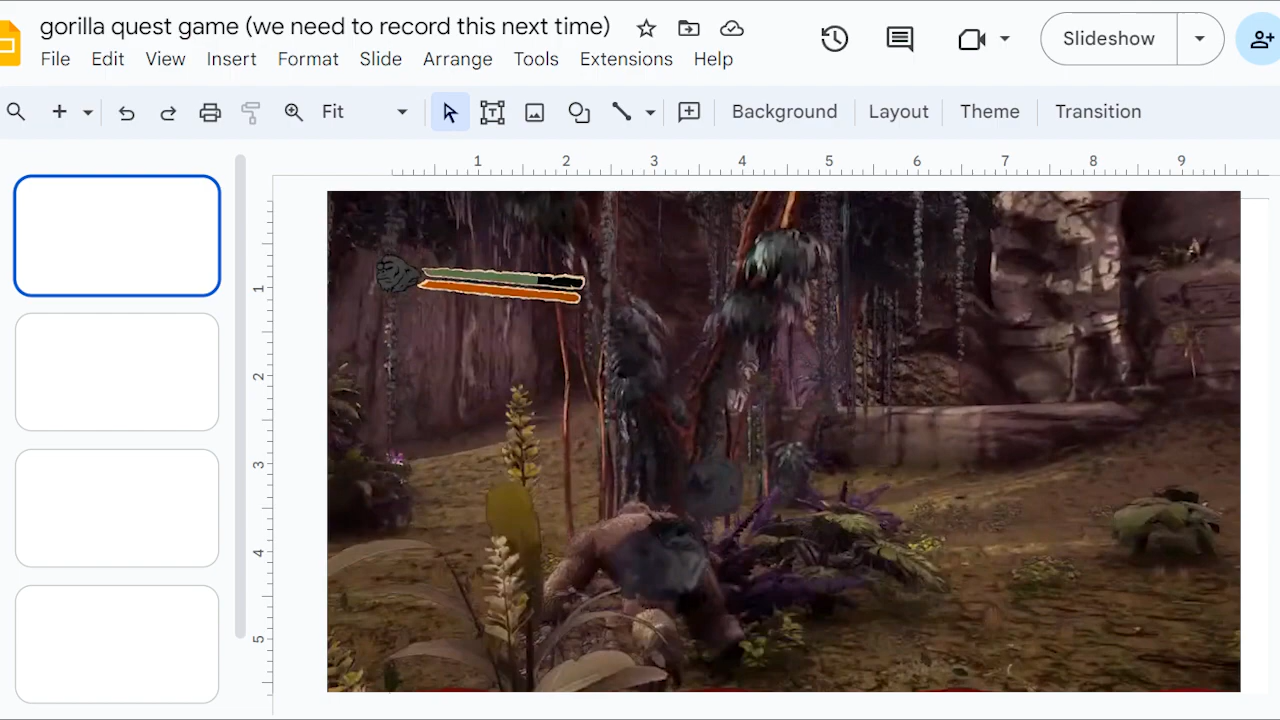 gorilla quest game (we need to record this next time)
File Edit View Insert Format Slide Arrange Tools Extensions Help
Slideshow
Fit
Background Layout Theme Transition
1 2 3 4 5 6 7 8 9
1
2
3
4
5